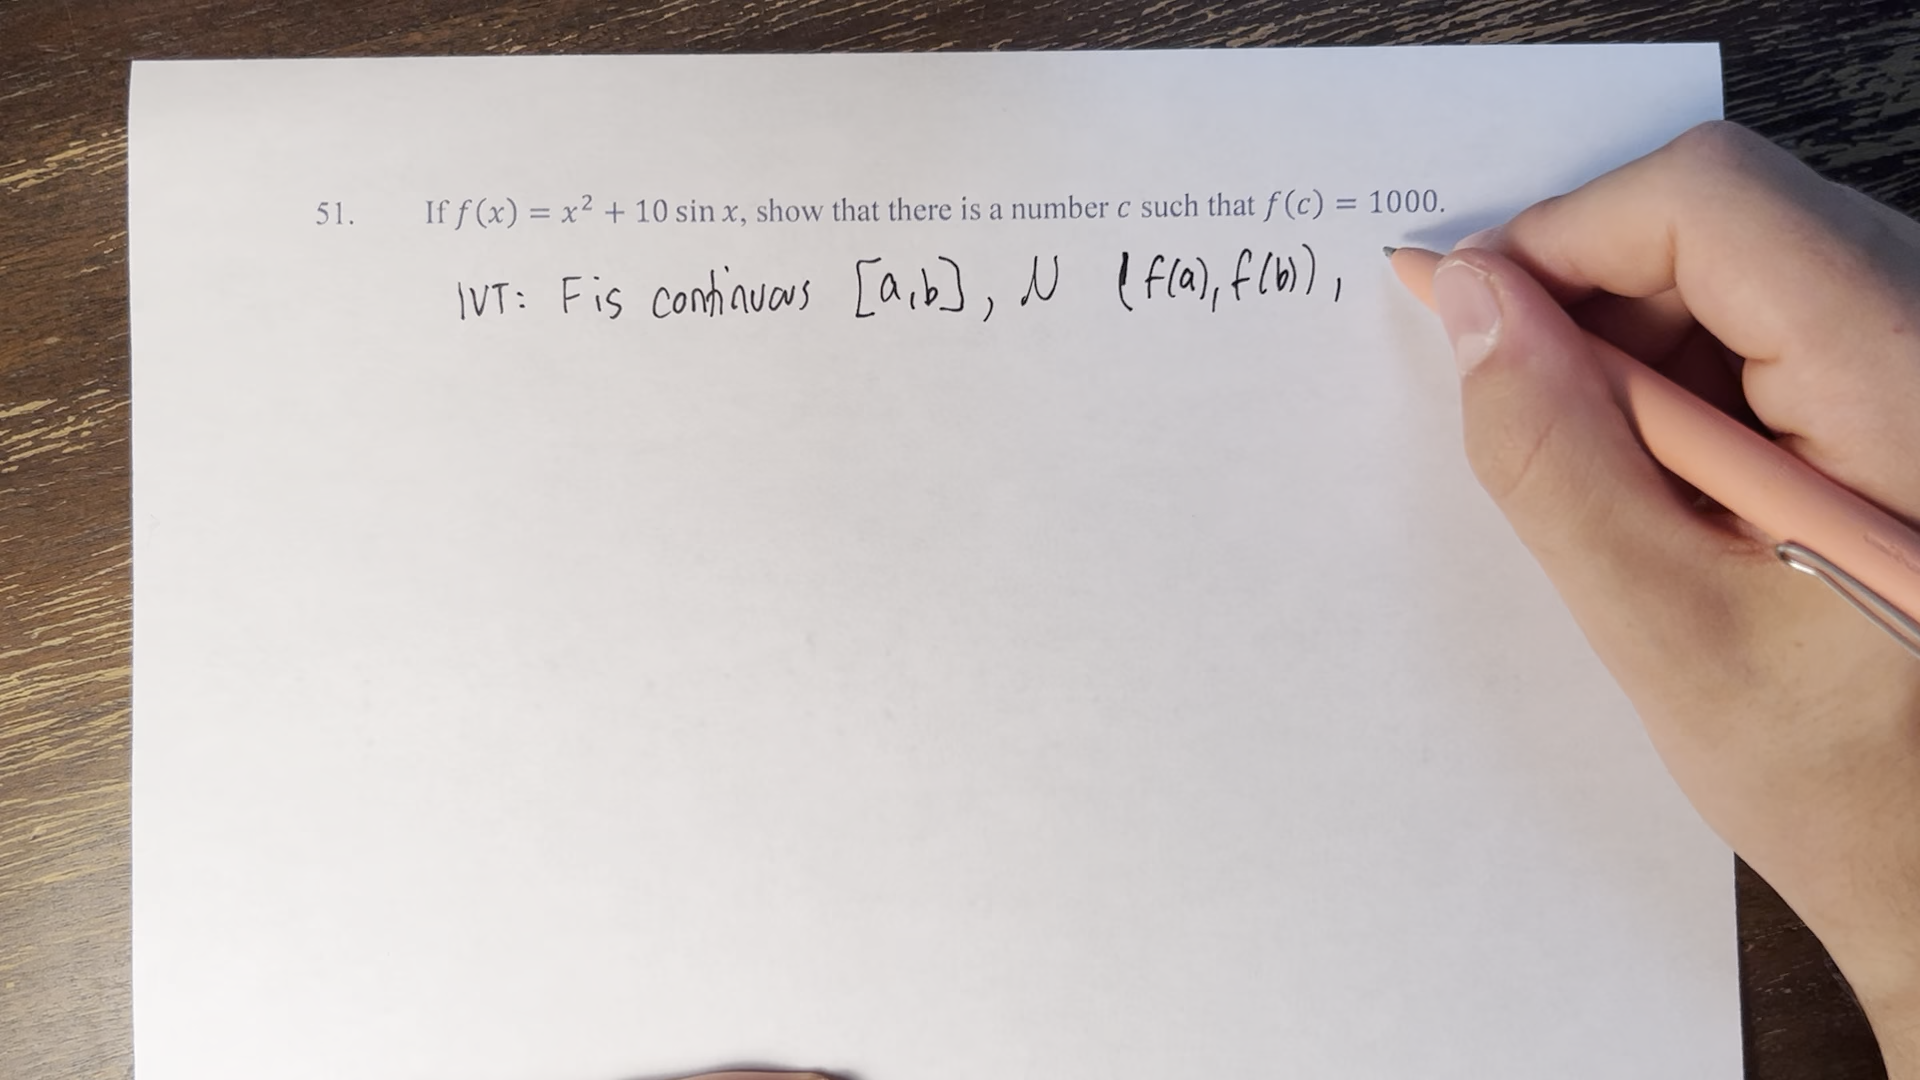 51. If f(x) = x² + 10 sin x, show that there is a number c such that f(c) = 1000.
IVT: F is continuous [a,b], N (f(a), f(b)),